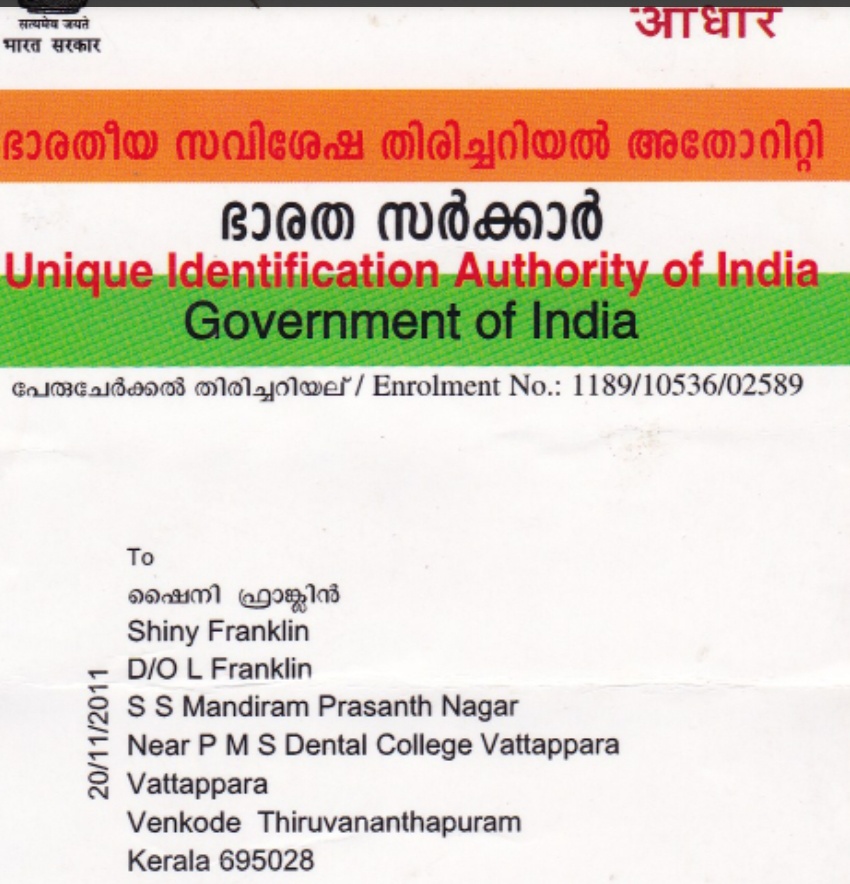 सत्यमेव जयते
भारत सरकार
आधार
ഭാരതീയ സവിശേഷ തിരിച്ചറിയൽ അതോറിറ്റി
ഭാരത സർക്കാർ
Unique Identification Authority of India
Government of India
പേരുചേർക്കൽ തിരിച്ചറിയല് / Enrolment No.: 1189/10536/02589
To
ഷൈനി ഫ്രാങ്ക്ലിൻ
Shiny Franklin
D/O L Franklin
S S Mandiram Prasanth Nagar
Near P M S Dental College Vattappara
Vattappara
Venkode Thiruvananthapuram
Kerala 695028
20/11/2011